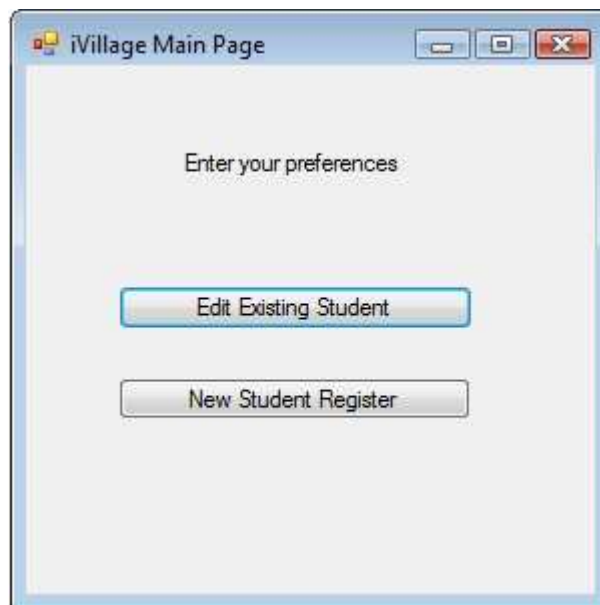 iVillage Main Page
Enter your preferences
Edit Existing Student
New Student Register